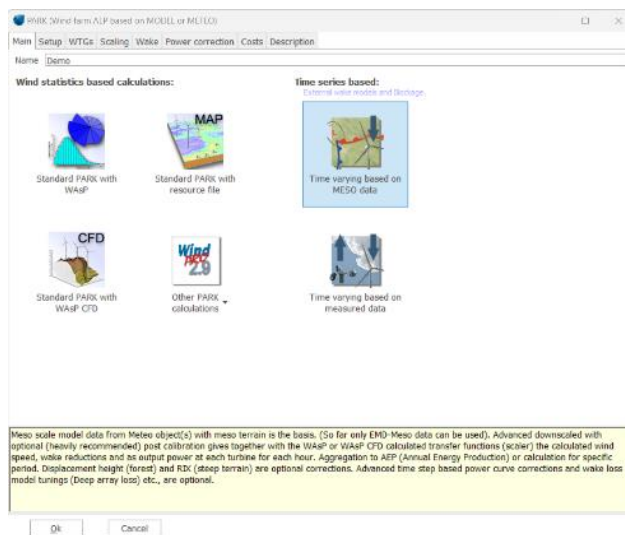 PARK (Wind farm AEP based on MODEL or METEO)
Main Setup WTGs Scaling Wake Power correction Costs Description
Name Demo
Wind statistics based calculations:
Time series based:
External wake models and Blockage.
MAP
Standard PARK with
WAsP
Standard PARK with
resource file
Time varying based on
MESO data
CFD
Wind
PRO
2.9
Standard PARK with
WAsP CFD
Other PARK
calculations
Time varying based on
measured data
Meso scale model data from Meteo object(s) with meso terrain is the basis. (So far only EMD-Meso data can be used). Advanced downscaled with
optional (heavily recommended) post calibration gives together with the WAsP or WAsP CFD calculated transfer functions (scaler) the calculated wind
speed, wake reductions and as output power at each turbine for each hour. Aggregation to AEP (Annual Energy Production) or calculation for specific
period. Displacement height (forest) and RIX (steep terrain) are optional corrections. Advanced time step based power curve corrections and wake loss
model tunings (Deep array loss) etc., are optional.
Ok Cancel